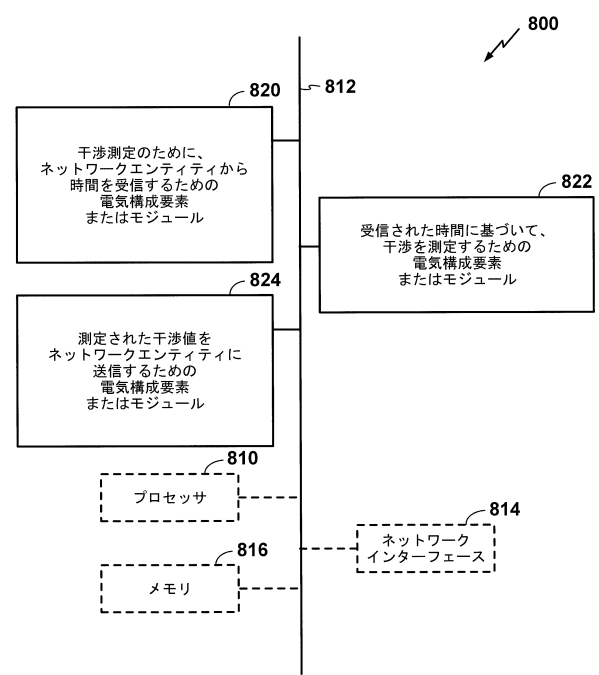 800
820
812
干渉測定のために、
ネットワークエンティティから
時間を受信するための
電気構成要素
またはモジュール
822
受信された時間に基づいて、
干渉を測定するための
電気構成要素
またはモジュール
824
測定された干渉値を
ネットワークエンティティに
送信するための
電気構成要素
またはモジュール
810
プロセッサ
814
ネットワーク
インターフェース
816
メモリ